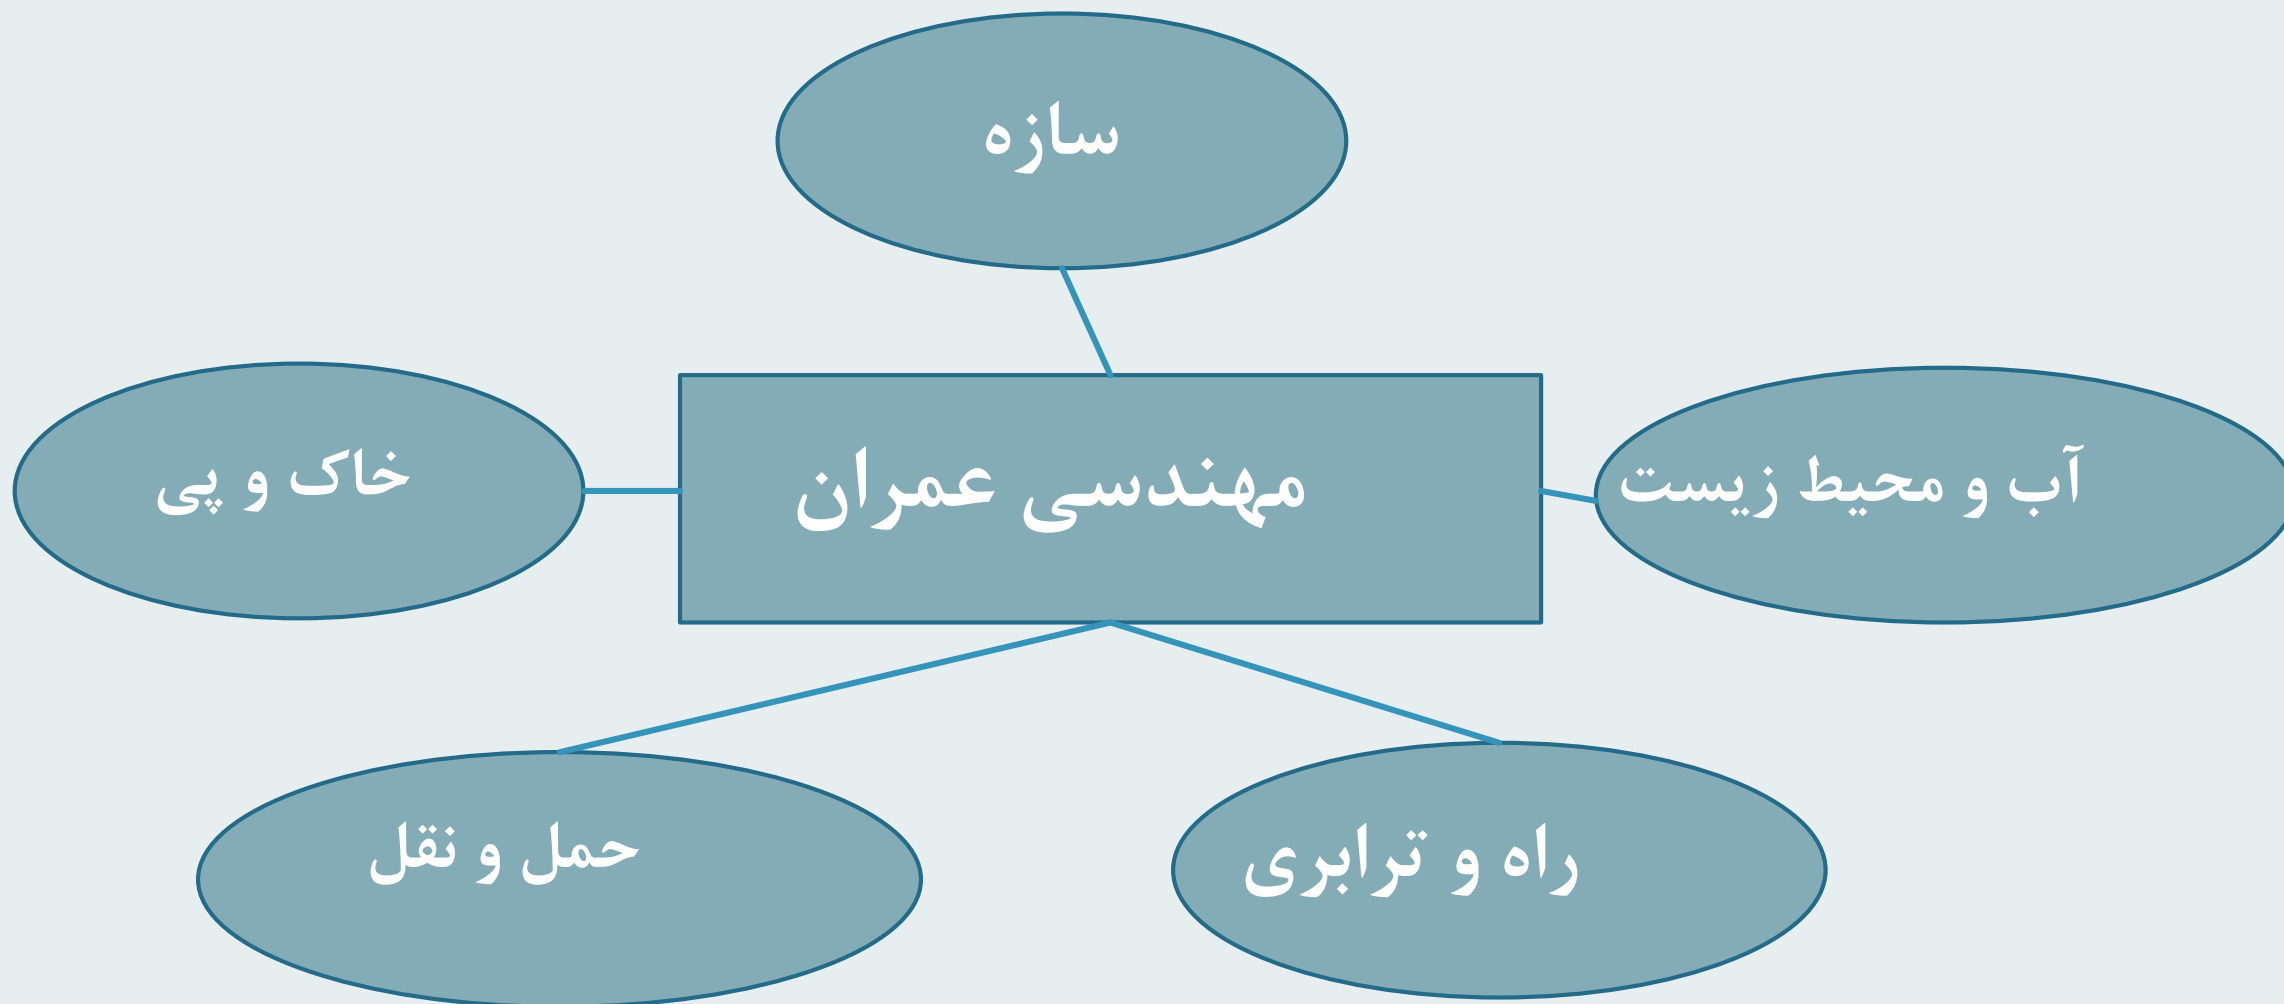 سازه
آب و محیط زیست
مهندسی عمران
خاک و پی
راه و ترابری
حمل و نقل